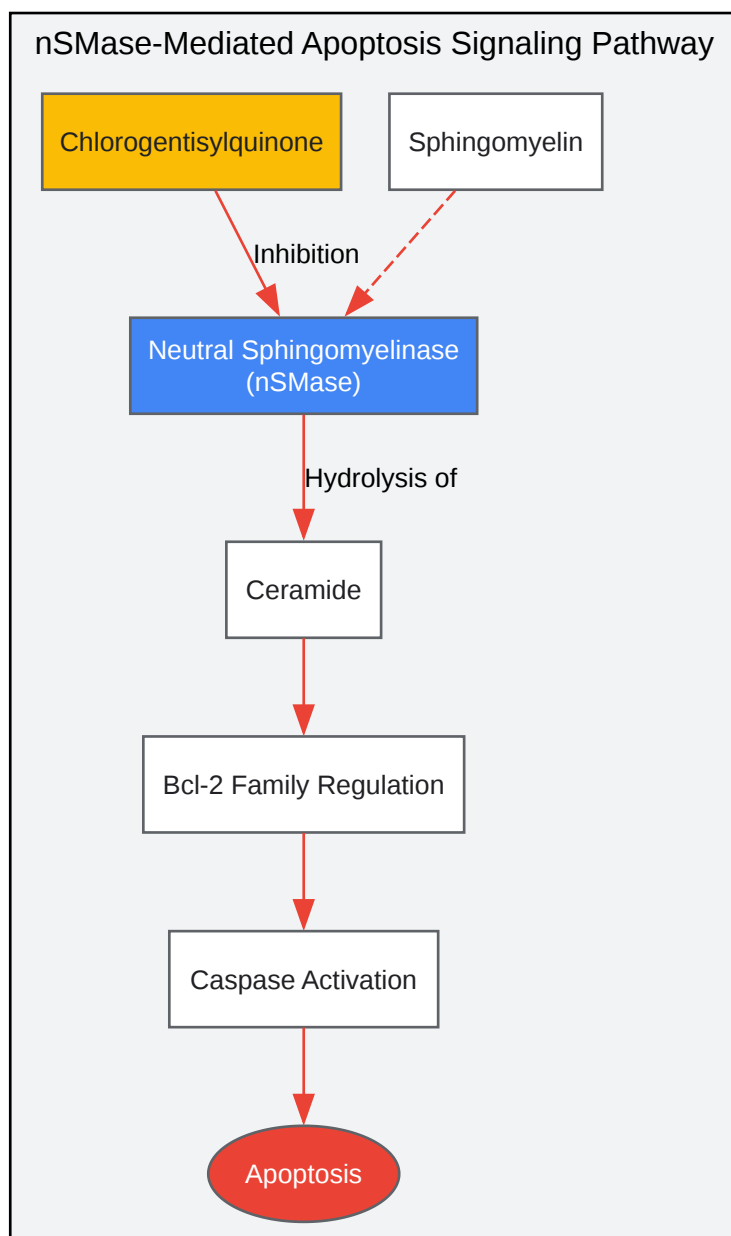 nSMase-Mediated Apoptosis Signaling Pathway
Chlorogentisylquinone
Sphingomyelin
Inhibition
Neutral Sphingomyelinase
(nSMase)
Hydrolysis of
Ceramide
Bcl-2 Family Regulation
Caspase Activation
Apoptosis